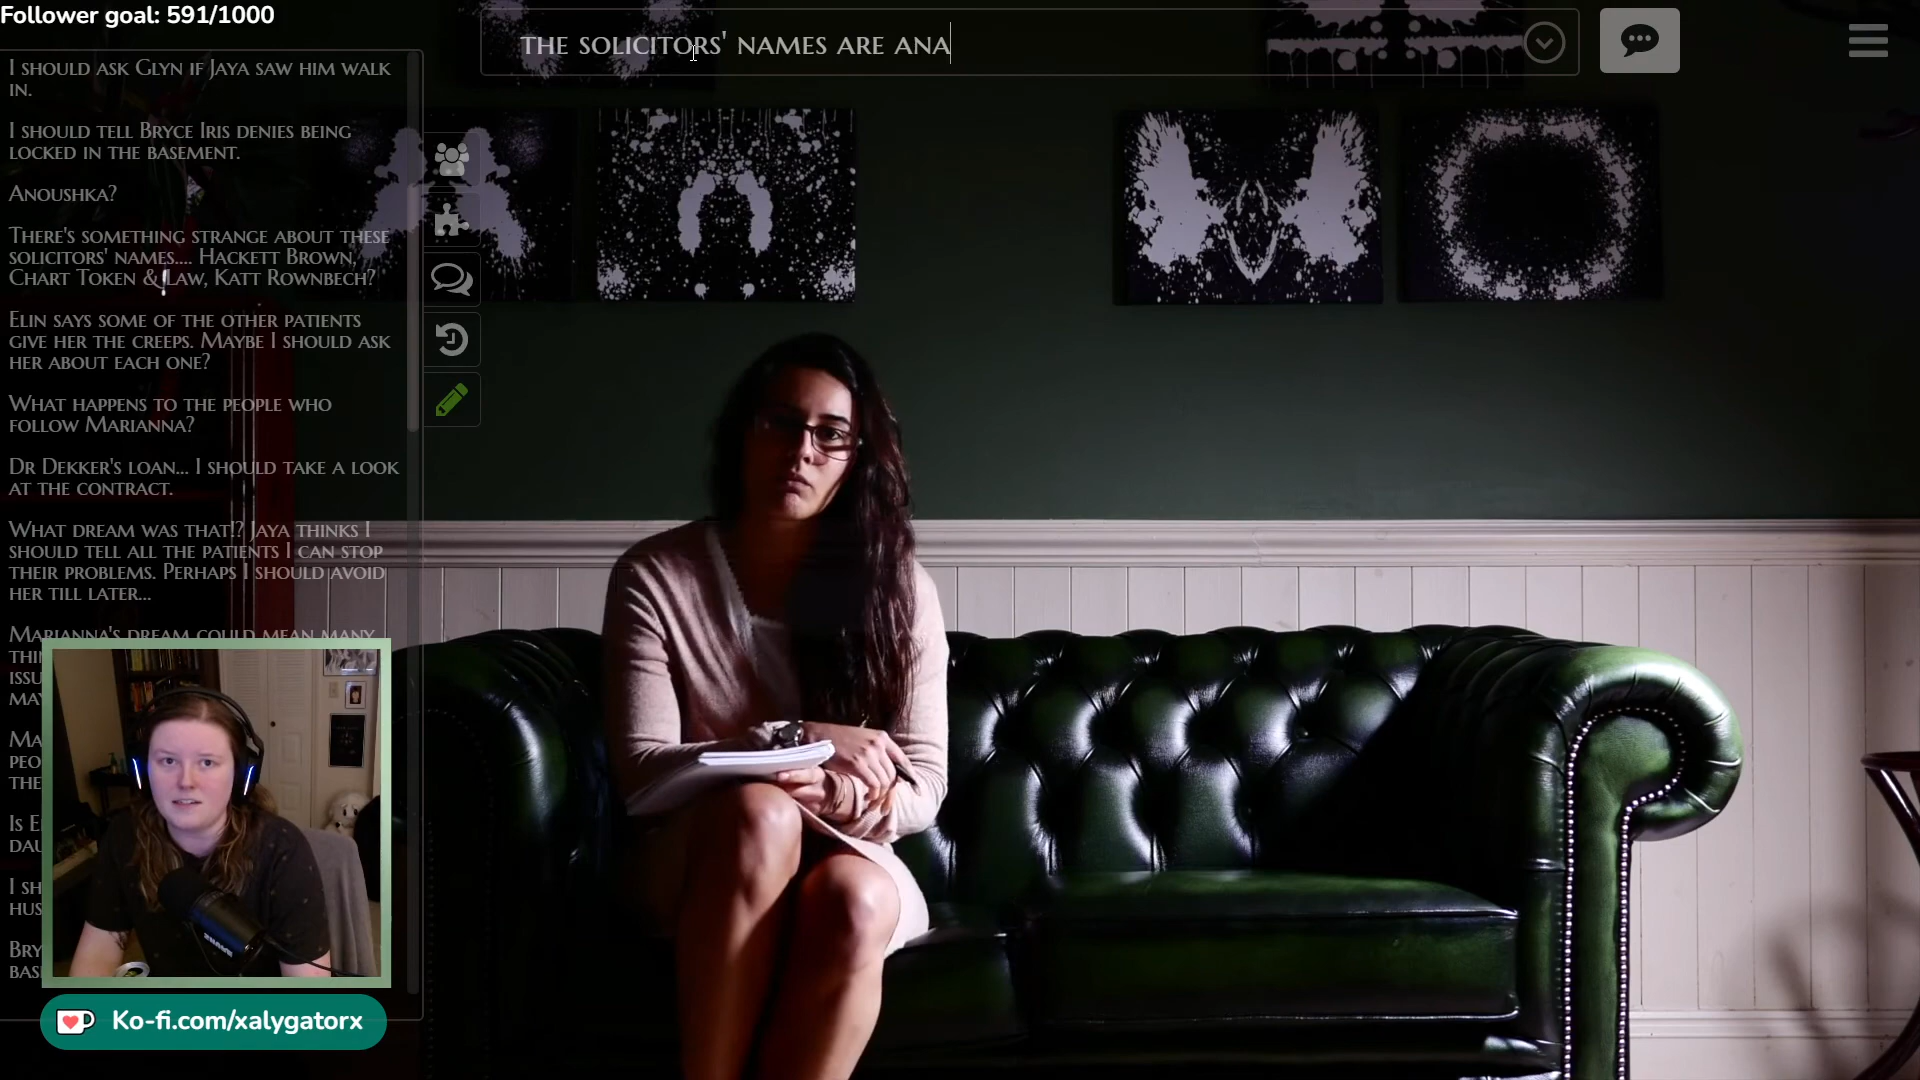 Follower goal: 591/1000
THE SOLICITORS' NAMES ARE ANA
I SHOULD ASK GLYN IF JAYA SAW HIM WALK
IN.
I SHOULD TELL BRYCE IRIS DENIES BEING
LOCKED IN THE BASEMENT.
ANOUSHKA?
THERE'S SOMETHING STRANGE ABOUT THESE
SOLICITORS' NAMES.... HACKETT BROWN,
CHART TOKEN & LAW, KATT ROWNBECH?
ELIN SAYS SOME OF THE OTHER PATIENTS
GIVE HER THE CREEPS. MAYBE I SHOULD ASK
HER ABOUT EACH ONE?
WHAT HAPPENS TO THE PEOPLE WHO
FOLLOW MARIANNA?
DR DEKKER'S LOAN... I SHOULD TAKE A LOOK
AT THE CONTRACT.
WHAT DREAM WAS THAT!? JAYA THINKS I
SHOULD TELL ALL THE PATIENTS I CAN STOP
THEIR PROBLEMS. PERHAPS I SHOULD AVOID
HER TILL LATER...
MARIANNA'S DREAM COULD MEAN MANY
Ko-fi.com/xalygatorx